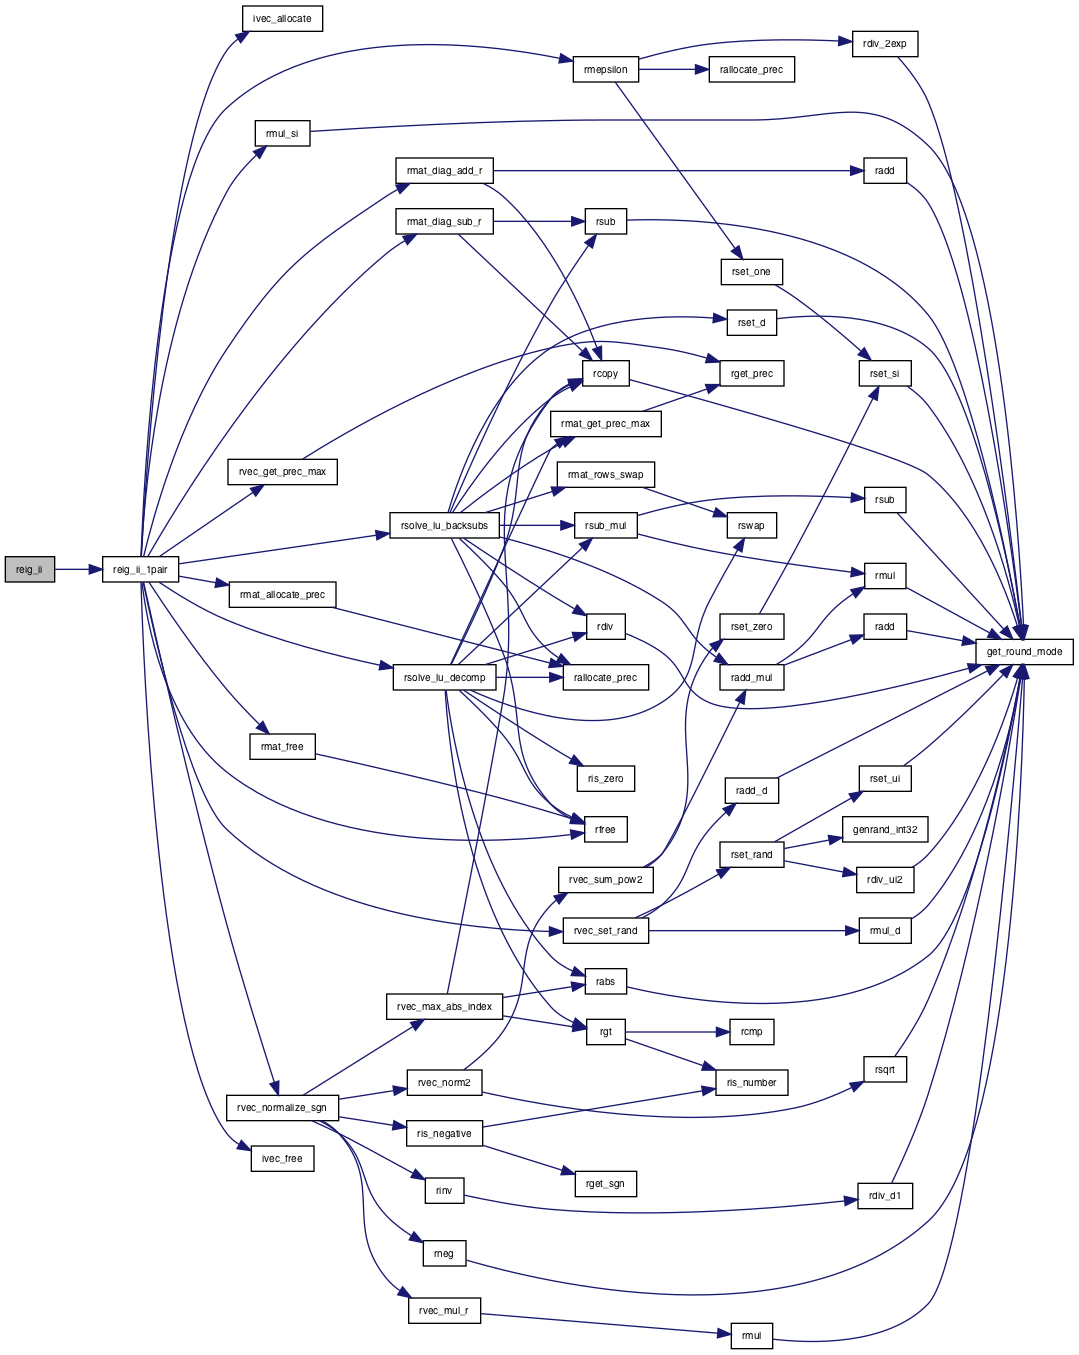 ivec_allocate
rdiv_2exp
rmepsilon
rallocate_prec
rmul_si
rmat_diag_add_r
radd
rmat_diag_sub_r
rsub
rset_one
rset_d
rcopy
rget_prec
rset_si
rmat_get_prec_max
rvec_get_prec_max
rmat_rows_swap
rsub
rsolve_lu_backsubs
rsub_mul
rswap
reig_ii
reig_ii_1pair
rmul
rmat_allocate_prec
rdiv
rset_zero
radd
get_round_mode
rsolve_lu_decomp
rallocate_prec
radd_mul
rmat_free
ris_zero
radd_d
rset_ui
rfree
genrand_int32
rset_rand
rvec_sum_pow2
rdiv_ui2
rvec_set_rand
rmul_d
rabs
rvec_max_abs_index
rgt
rcmp
rsqrt
rvec_norm2
ris_number
rvec_normalize_sgn
ris_negative
ivec_free
rget_sgn
rinv
rdiv_d1
rneg
rvec_mul_r
rmul